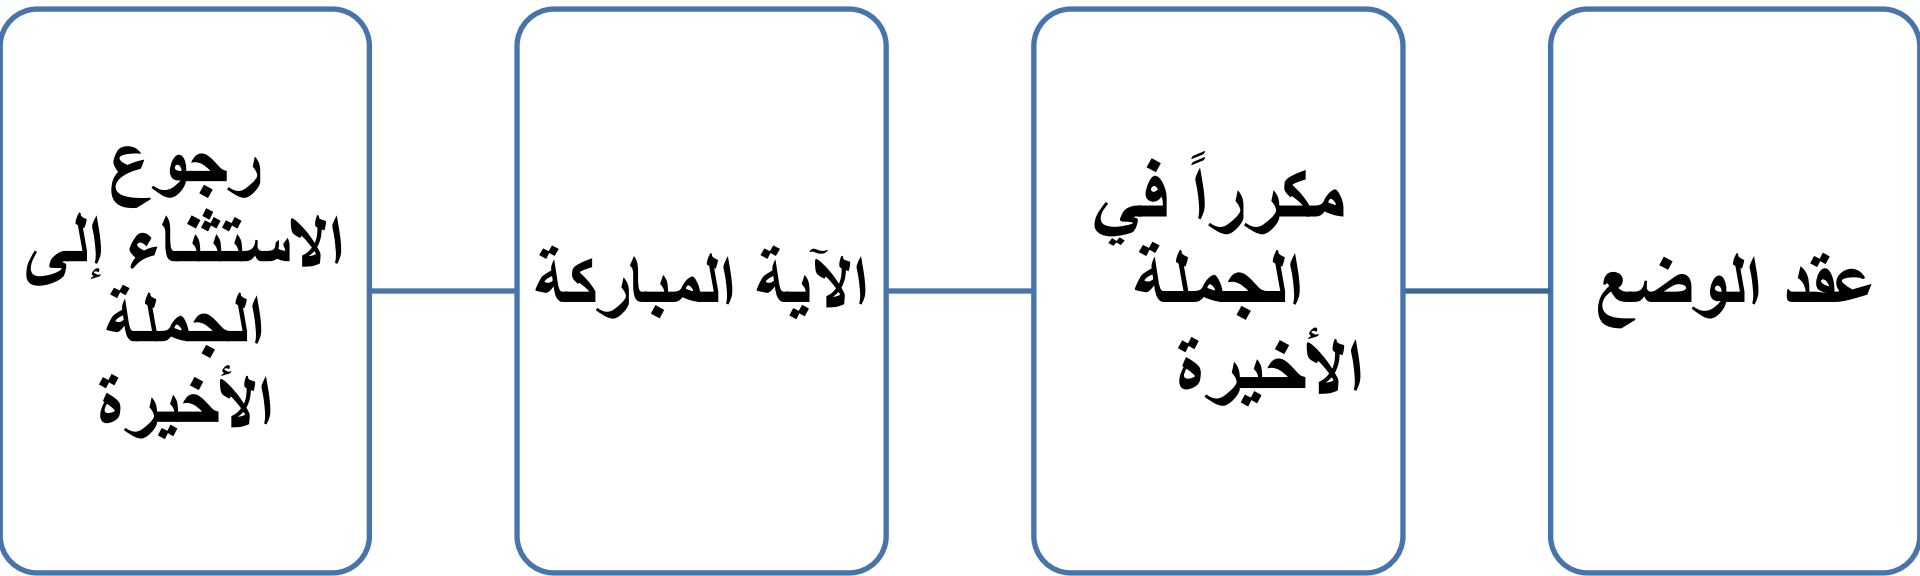 عقد الوضع
مكرراً في
الجملة
الأخيرة
الآية المباركة
رجوع
الاستثناء إلى
الجملة
الأخيرة